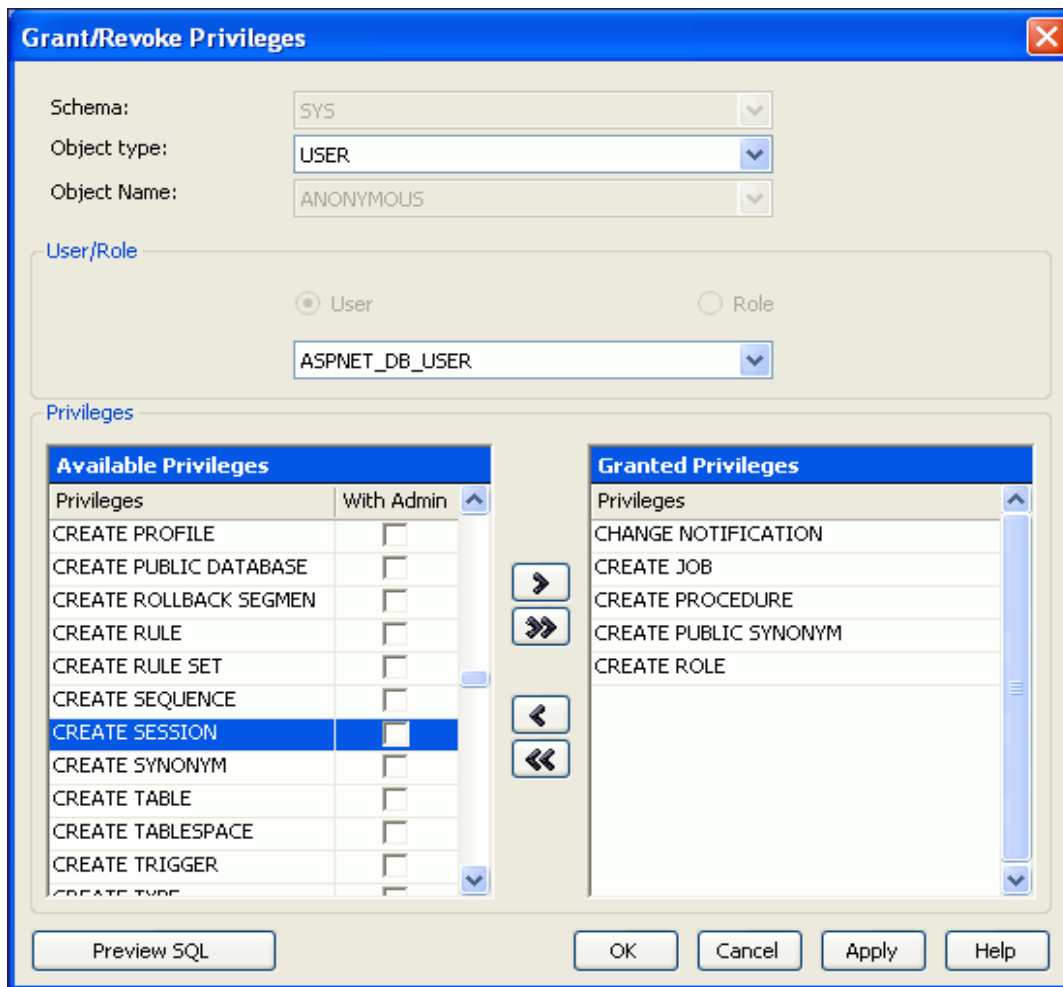 Grant/Revoke Privileges
Schema:
SYS
Object type:
USER
Object Name:
ANONYMOUS
User/Role
User
Role
ASPNET_DB_USER
Privileges
Available Privileges
Privileges
With Admin
CREATE PROFILE
CREATE PUBLIC DATABASE
CREATE ROLLBACK SEGMEN
CREATE RULE
CREATE RULE SET
CREATE SEQUENCE
CREATE SESSION
CREATE SYNONYM
CREATE TABLE
CREATE TABLESPACE
CREATE TRIGGER
CREATE TYPE
Granted Privileges
Privileges
CHANGE NOTIFICATION
CREATE JOB
CREATE PROCEDURE
CREATE PUBLIC SYNONYM
CREATE ROLE
Preview SQL
OK
Cancel
Apply
Help